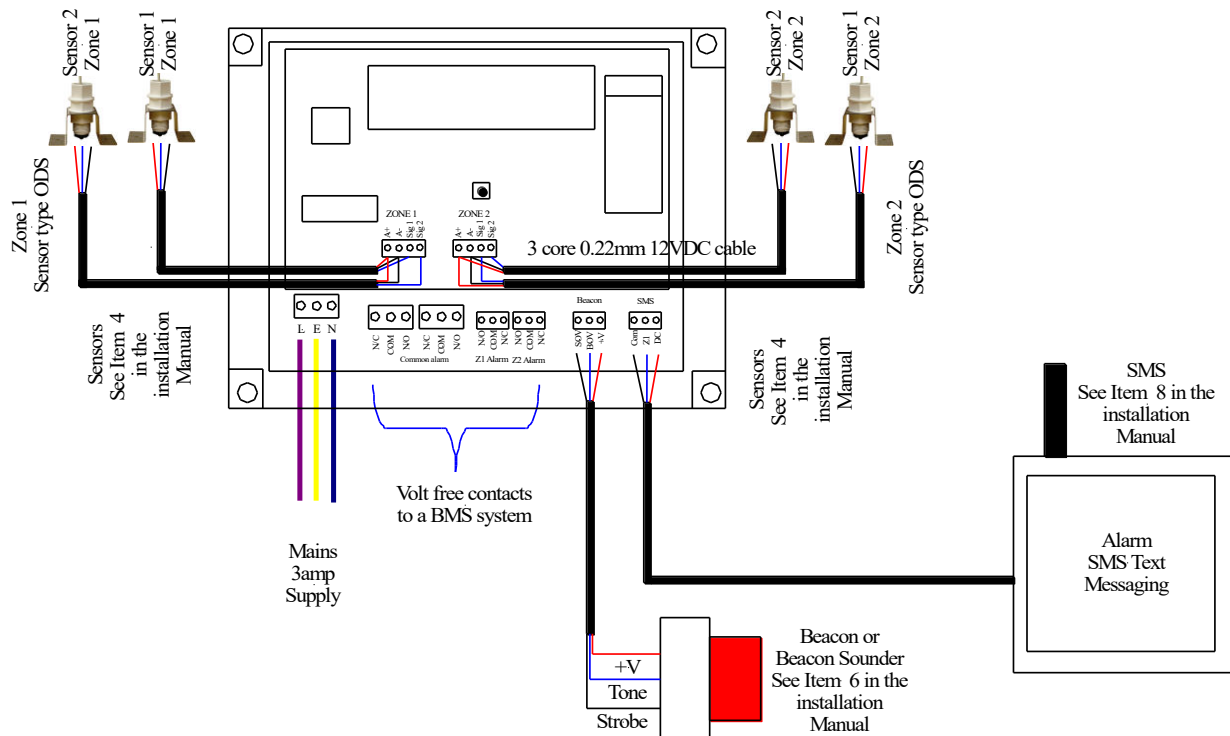 Sensor 2
Zone 1
Sensor 1
Zone 1
Sensor 2
Zone 2
Sensor 1
Zone 2
Zone 1
Sensor type ODS
Zone 2
Sensor type ODS
ZONE 1
A+
A-
Sig 1
Sig 2
ZONE 2
A+
A-
Sig 1
Sig 2
3 core 0.22mm 12VDC cable
L E N
N/C
COM
N/O
N/C
COM
N/O
Common alarm
N/O
COM
N/C
Z1 Alarm
NO
COM
N/C
Z2 Alarm
Beacon
SOV
BOV
+V
SMS
Com
Z1
DC
Sensors
See Item 4
in the
installation
Manual
Sensors
See Item 4
in the
installation
Manual
Volt free contacts
to a BMS system
Mains
3amp
Supply
SMS
See Item 8 in the
installation
Manual
Alarm
SMS Text
Messaging
+V
Tone
Strobe
Beacon or
Beacon Sounder
See Item 6 in the
installation
Manual